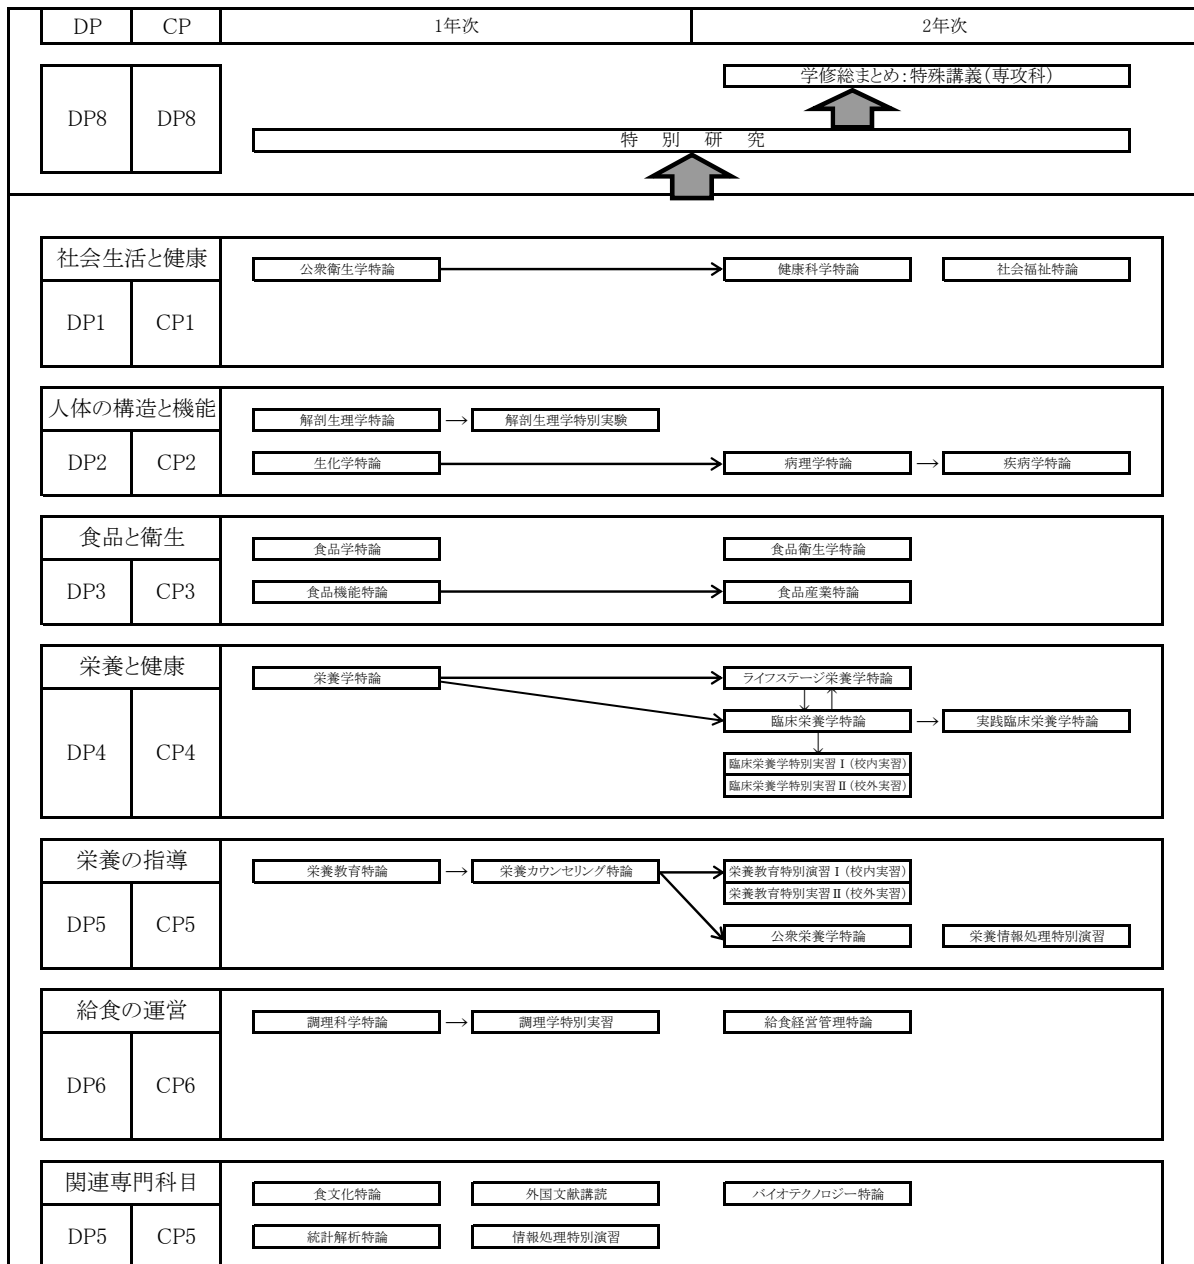 DP CP 1年次 2年次
学修総まとめ：特殊講義（専攻科）
DP8 DP8
特 別 研 究
社会生活と健康
公衆衛生学特論 健康科学特論 社会福祉特論
DP1 CP1
人体の構造と機能
解剖生理学特論 → 解剖生理学特別実験
DP2 CP2 生化学特論 病理学特論 → 疾病学特論
食品と衛生
食品学特論 食品衛生学特論
DP3 CP3 食品機能特論 食品産業特論
栄養と健康
栄養学特論 ライフステージ栄養学特論
臨床栄養学特論 → 実践臨床栄養学特論
DP4 CP4
臨床栄養学特別実習Ⅰ（校内実習）
臨床栄養学特別実習Ⅱ（校外実習）
栄養の指導
栄養教育特論 → 栄養カウンセリング特論 栄養教育特別演習Ⅰ（校内実習）
栄養教育特別実習Ⅱ（校外実習）
DP5 CP5
公衆栄養学特論 栄養情報処理特別演習
給食の運営
調理科学特論 → 調理学特別実習 給食経営管理特論
DP6 CP6
関連専門科目
食文化特論 外国文献講読 バイオテクノロジー特論
DP5 CP5 統計解析特論 情報処理特別演習